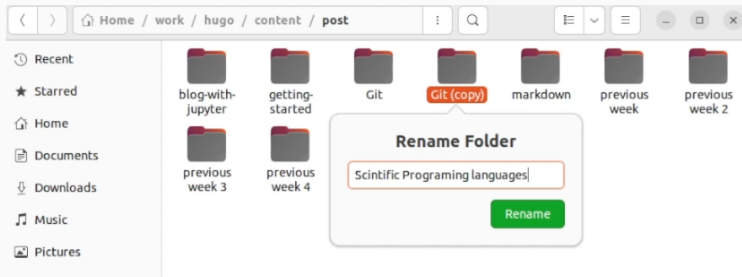 Home / work / hugo / content / post
Recent
Starred
Home
Documents
Downloads
Music
Pictures
blog-with-
jupyter
getting-
started
Git
Git (copy)
markdown
previous
week
previous
week 2
previous
week 3
previous
week 4
Rename Folder
Scintific Programing languages
Rename